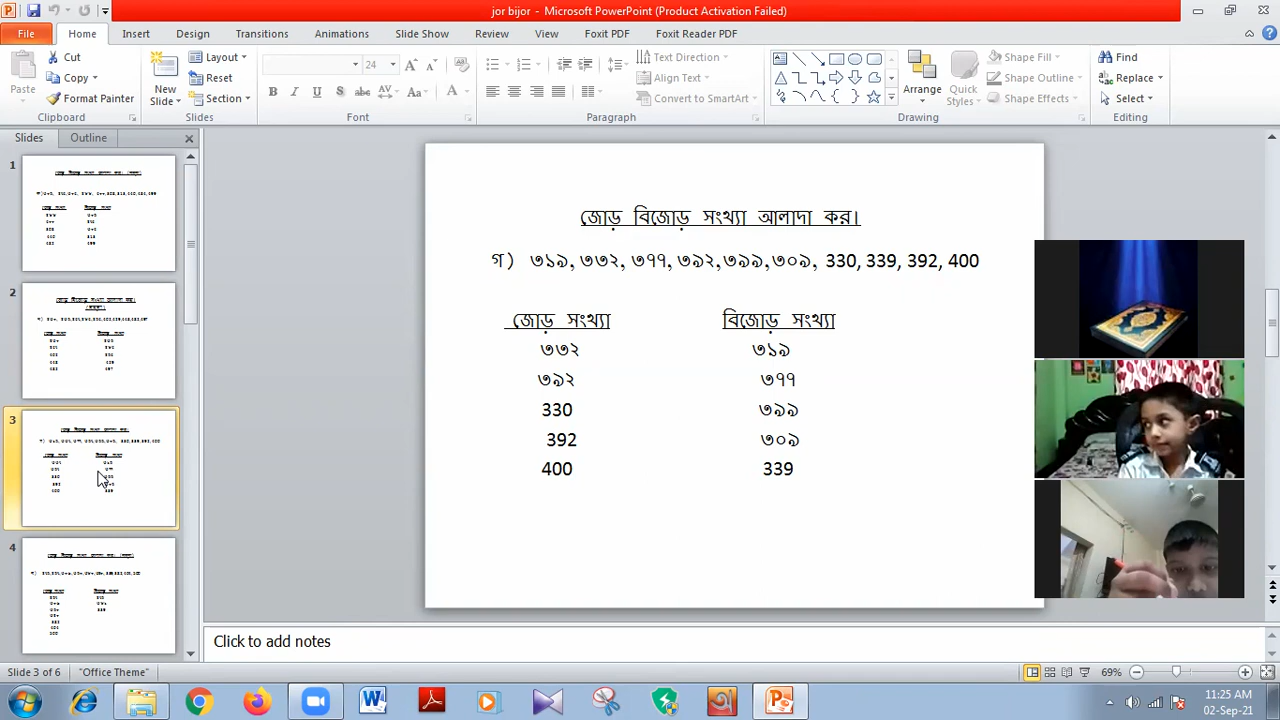 jor bijor - Microsoft PowerPoint (Product Activation Failed)
File Home Insert Design Transitions Animations Slide Show Review View Foxit PDF Foxit Reader PDF
Paste Cut Copy Format Painter
Clipboard
New Slide Layout Reset Section
Slides
24
Font
Text Direction Align Text Convert to SmartArt
Paragraph
Arrange Quick Styles Shape Fill Shape Outline Shape Effects
Drawing
Find Replace Select
Editing
Slides Outline
1
2
3
4
জোড় বিজোড় সংখ্যা আলাদা কর।
গ) ৩১৯, ৩৩২, ৩৭৭, ৩৯২,৩৯৯,৩০৯, 330, 339, 392, 400
জোড় সংখ্যা বিজোড় সংখ্যা
৩৩২ ৩১৯
৩৯২ ৩৭৭
330 ৩৯৯
392 ৩০৯
400 339
Click to add notes
Slide 3 of 6 "Office Theme" 69%
11:25 AM
02-Sep-21